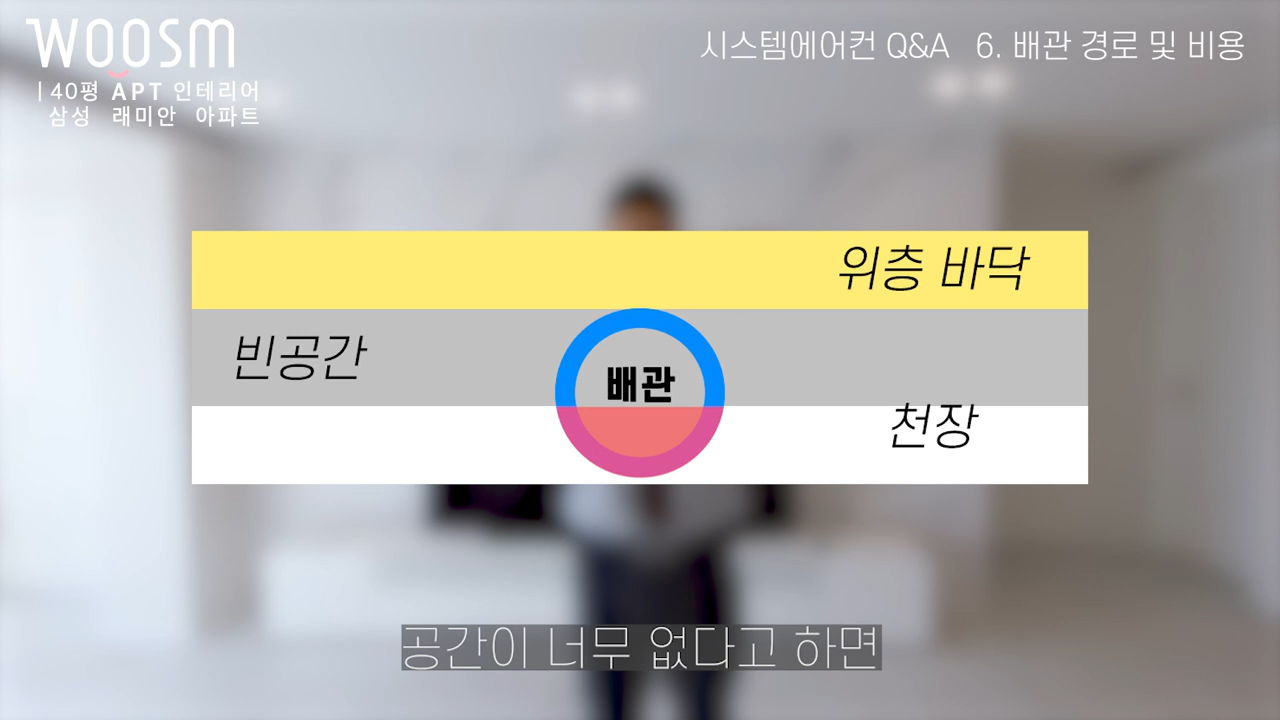 WOOSM
| 40평 APT 인테리어
삼성 래미안 아파트
시스템에어컨 Q&A 6. 배관 경로 및 비용
위층 바닥
빈공간
배관
천장
공간이 너무 없다고 하면